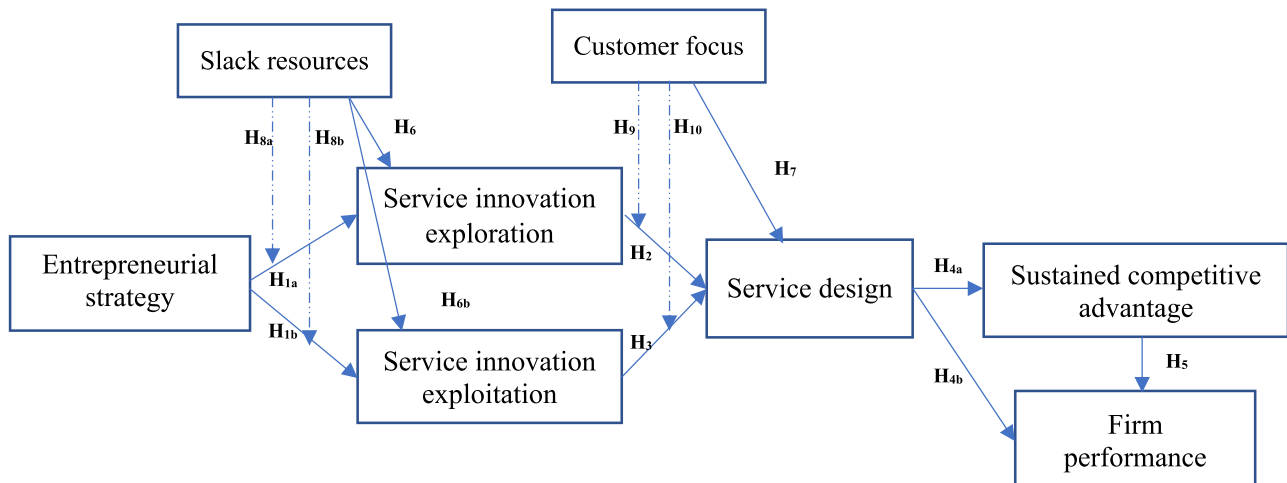 Customer focus
Slack resources
H8a
H8b
H6
H9
H10
H7
Service innovation
exploration
Entrepreneurial
strategy
H1a
H2
Service design
H4a
Sustained competitive
advantage
H6b
H1b
H3
Service innovation
exploitation
H4b
H5
Firm
performance